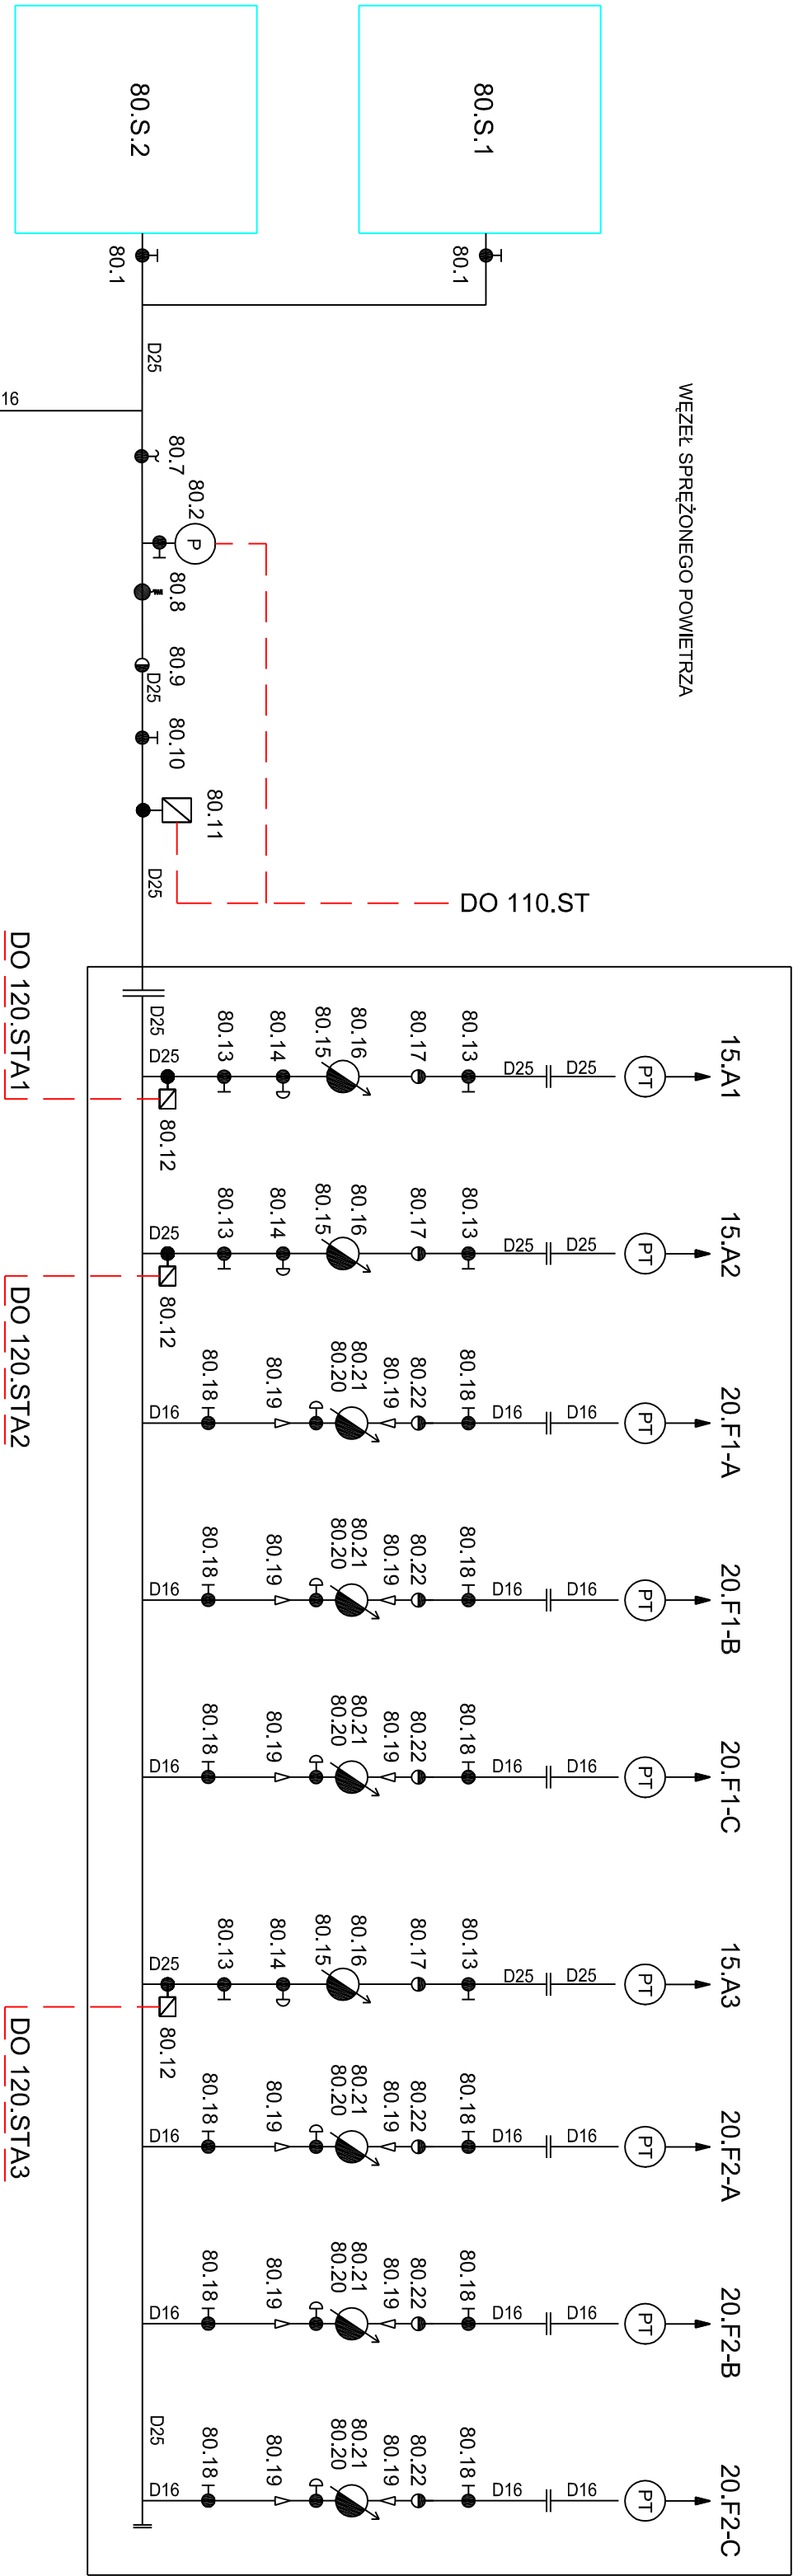 WĘZEŁ SPRĘŻONEGO POWIETRZA
80.S.1
80.S.2
80.1
80.1
D25
16
80.7
80.2
P
80.8
80.9
D25
80.10
80.11
D25
DO 110.ST
D25
15.A1
PT
D25
D25
80.13
80.17
80.16
80.15
80.14
80.13
D25
80.12
DO 120.STA1
15.A2
PT
D25
D25
80.13
80.17
80.16
80.15
80.14
80.13
D25
80.12
DO 120.STA2
20.F1-A
PT
D16
D16
80.18
80.22
80.19
80.21
80.20
80.19
80.18
D16
20.F1-B
PT
D16
D16
80.18
80.22
80.19
80.21
80.20
80.19
80.18
D16
20.F1-C
PT
D16
D16
80.18
80.22
80.19
80.21
80.20
80.19
80.18
D16
15.A3
PT
D25
D25
80.13
80.17
80.16
80.15
80.14
80.13
D25
80.12
DO 120.STA3
20.F2-A
PT
D16
D16
80.18
80.22
80.19
80.21
80.20
80.19
80.18
D16
20.F2-B
PT
D16
D16
80.18
80.22
80.19
80.21
80.20
80.19
80.18
D16
20.F2-C
PT
D16
D16
80.18
80.22
80.19
80.21
80.20
80.19
80.18
D16
D25